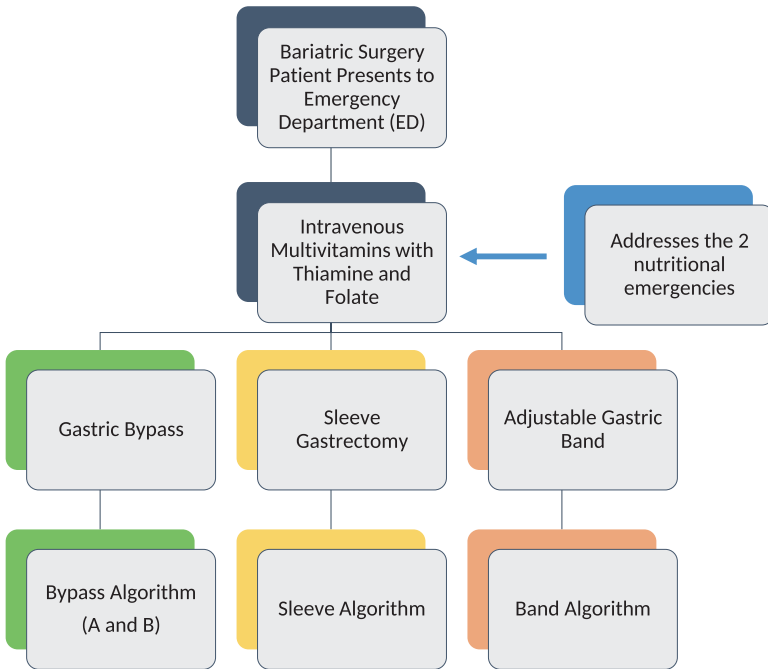 Bariatric Surgery
Patient Presents to
Emergency
Department (ED)
Intravenous
Multivitamins with
Thiamine and
Folate
Addresses the 2
nutritional
emergencies
Gastric Bypass
Sleeve
Gastrectomy
Adjustable Gastric
Band
Bypass Algorithm
(A and B)
Sleeve Algorithm
Band Algorithm